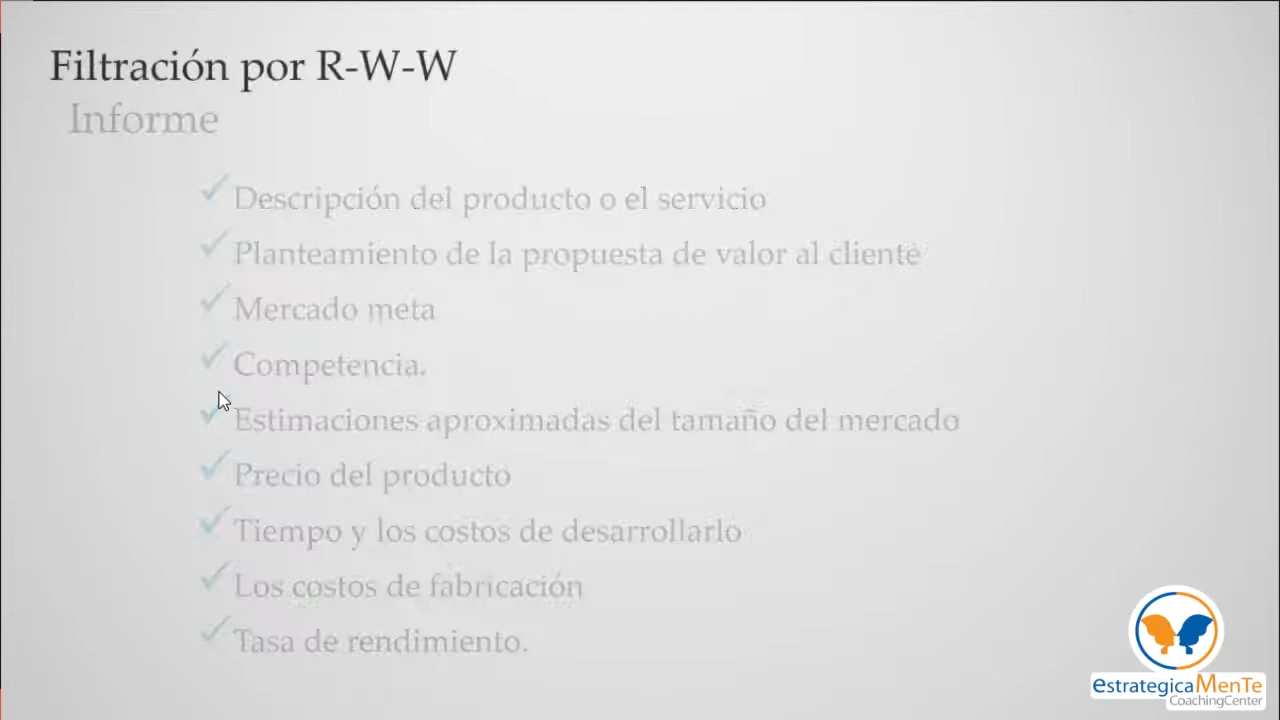 Filtración por R-W-W
Informe
Descripción del producto o el servicio
Planteamiento de la propuesta de valor al cliente
Mercado meta
Competencia.
Estimaciones aproximadas del tamaño del mercado
Precio del producto
Tiempo y los costos de desarrollarlo
Los costos de fabricación
Tasa de rendimiento.
estrategicaMenTe
CoachingCenter